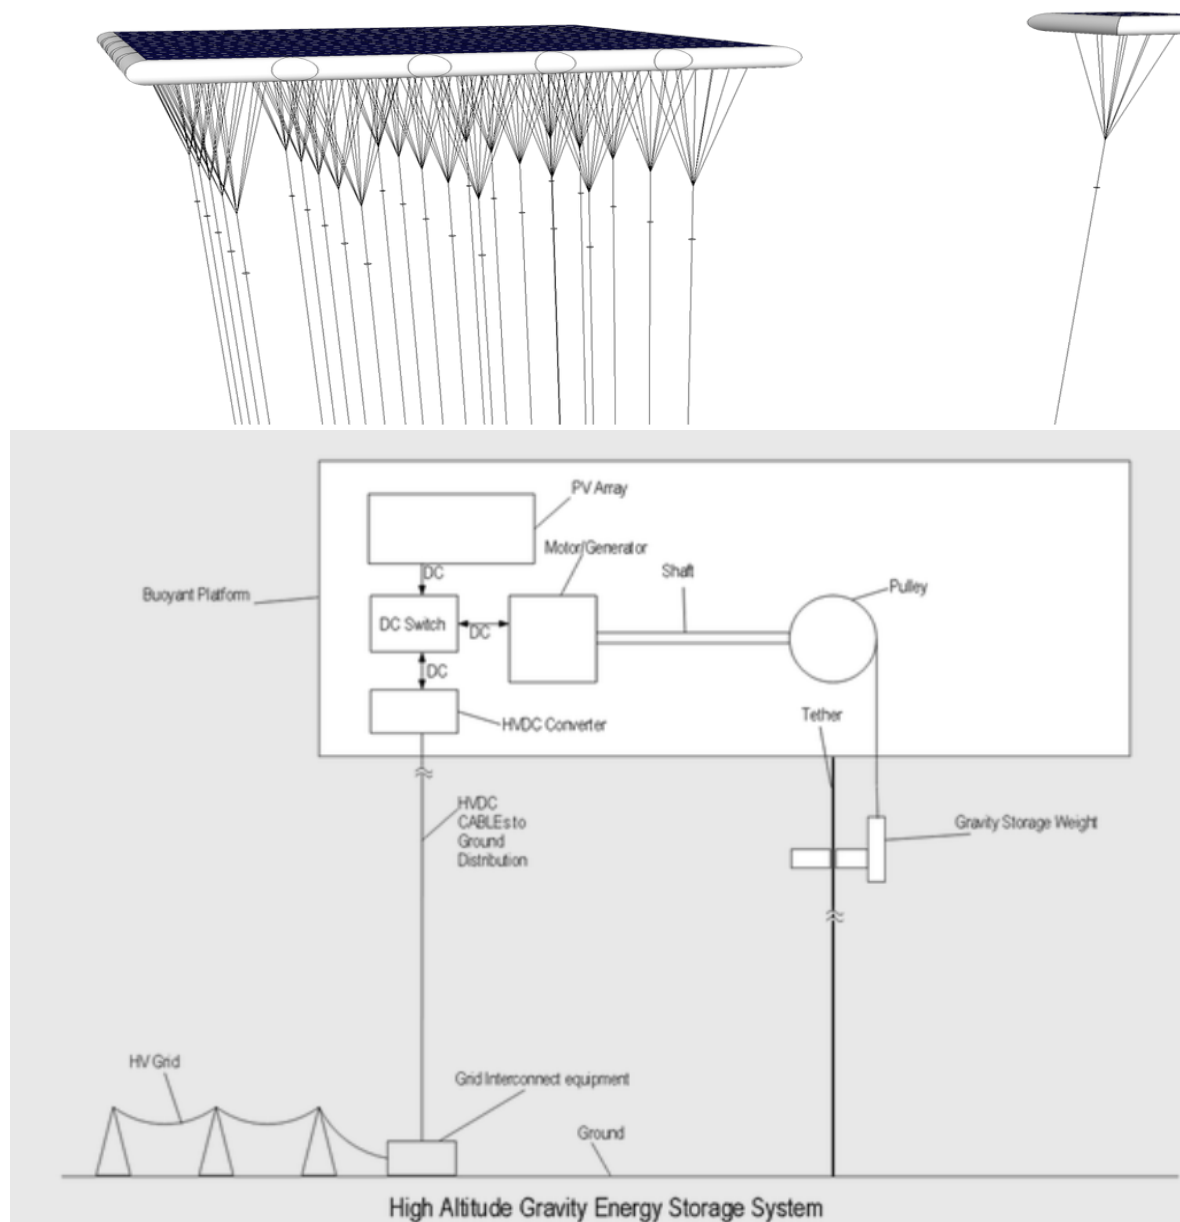 PV Array
DC
Motor/Generator
Shaft
Pulley
Buoyant Platform
DC Switch
DC
DC
HVDC Converter
Tether
HVDC
CABLEs to
Ground
Distribution
Gravity Storage Weight
HV Grid
Grid Interconnect equipment
Ground
High Altitude Gravity Energy Storage System